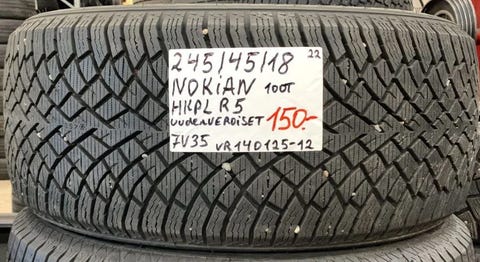 245/45/18 22
NOKIAN 100T
HKPL R5
UUDENVEROISET 150.-
7V35 VR140125-12